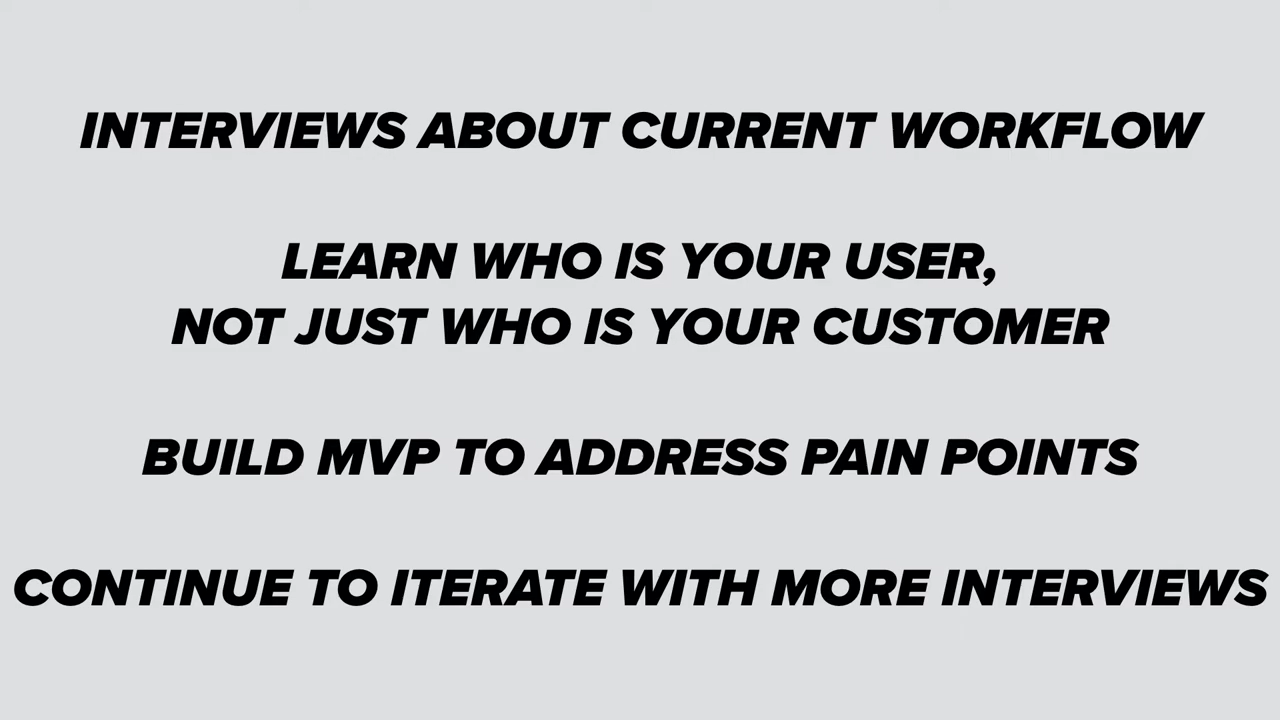 INTERVIEWS ABOUT CURRENT WORKFLOW
LEARN WHO IS YOUR USER,
NOT JUST WHO IS YOUR CUSTOMER
BUILD MVP TO ADDRESS PAIN POINTS
CONTINUE TO ITERATE WITH MORE INTERVIEWS